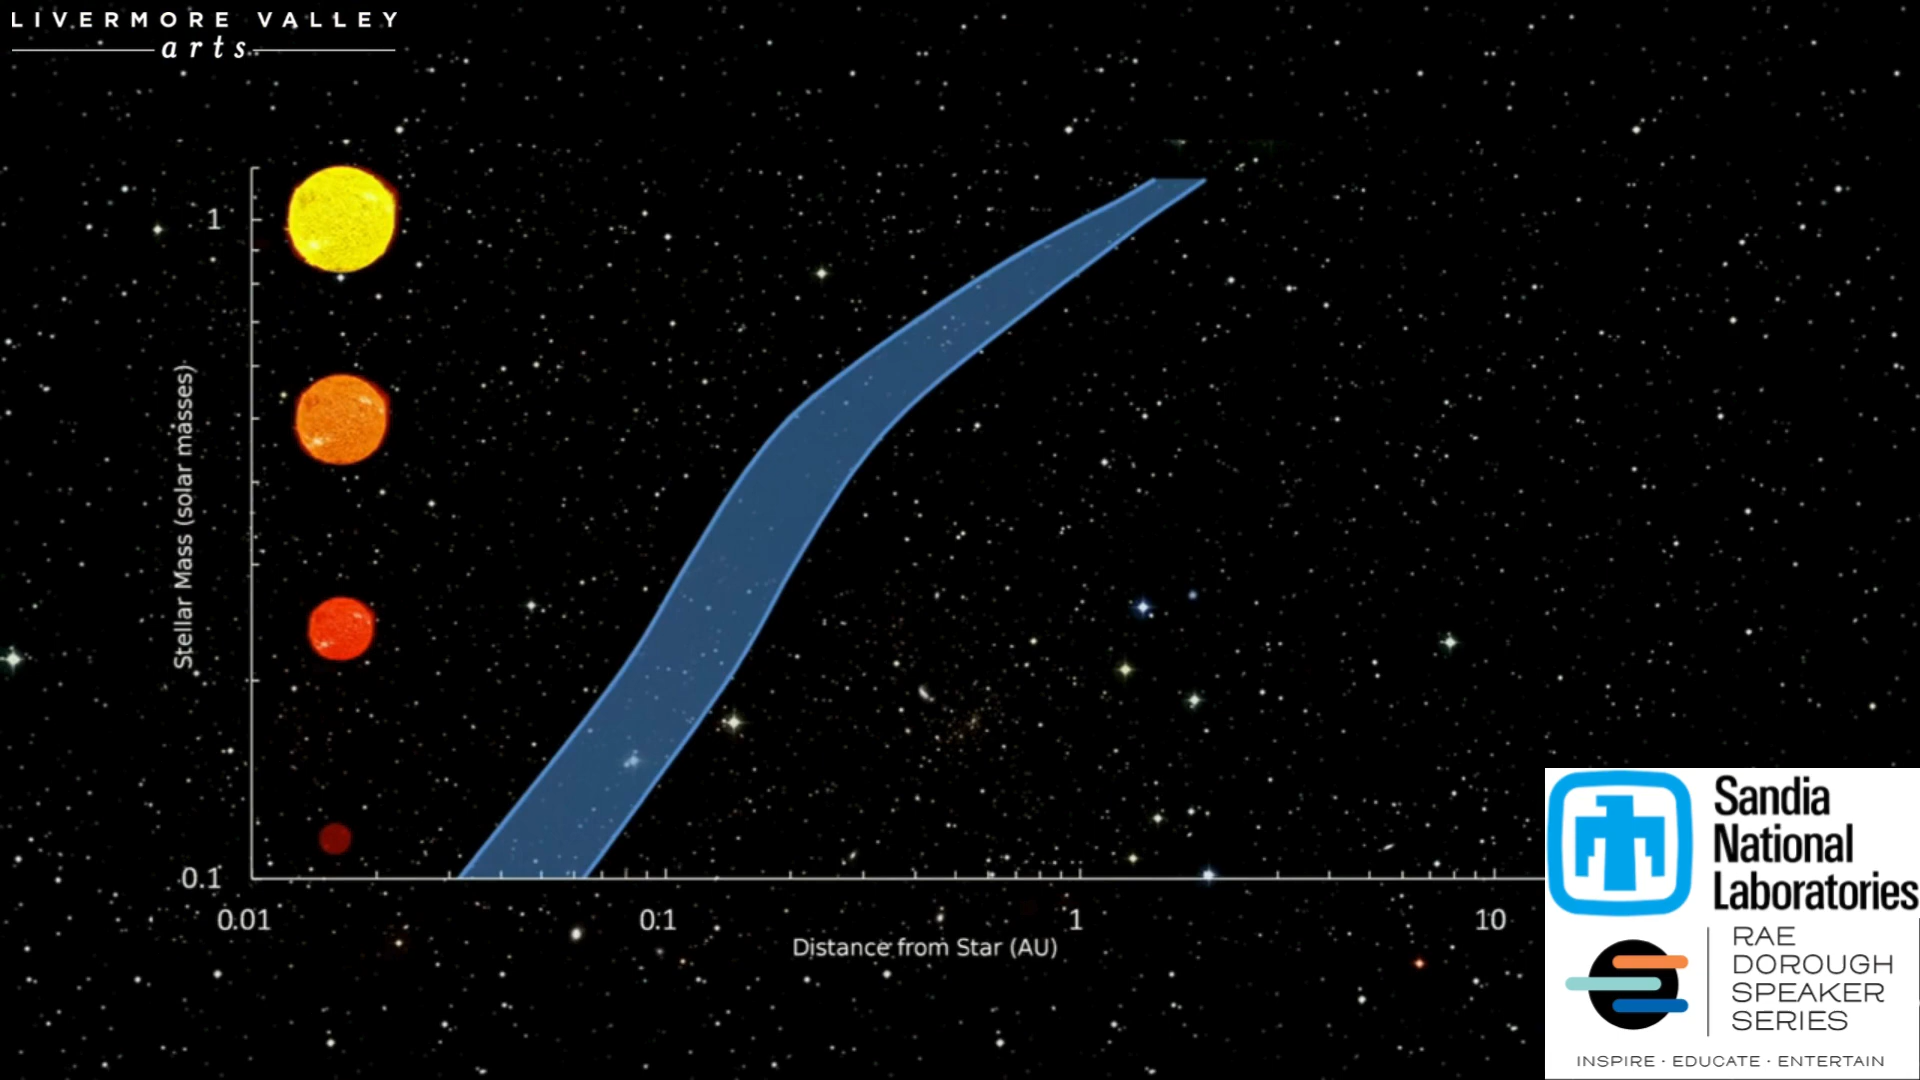 LIVERMORE VALLEY
arts
1
Stellar Mass (solar masses)
0.1
0.01
0.1
1
10
Distance from Star (AU)
Sandia
National
Laboratories
RAE
DOROUGH
SPEAKER
SERIES
INSPIRE · EDUCATE · ENTERTAIN